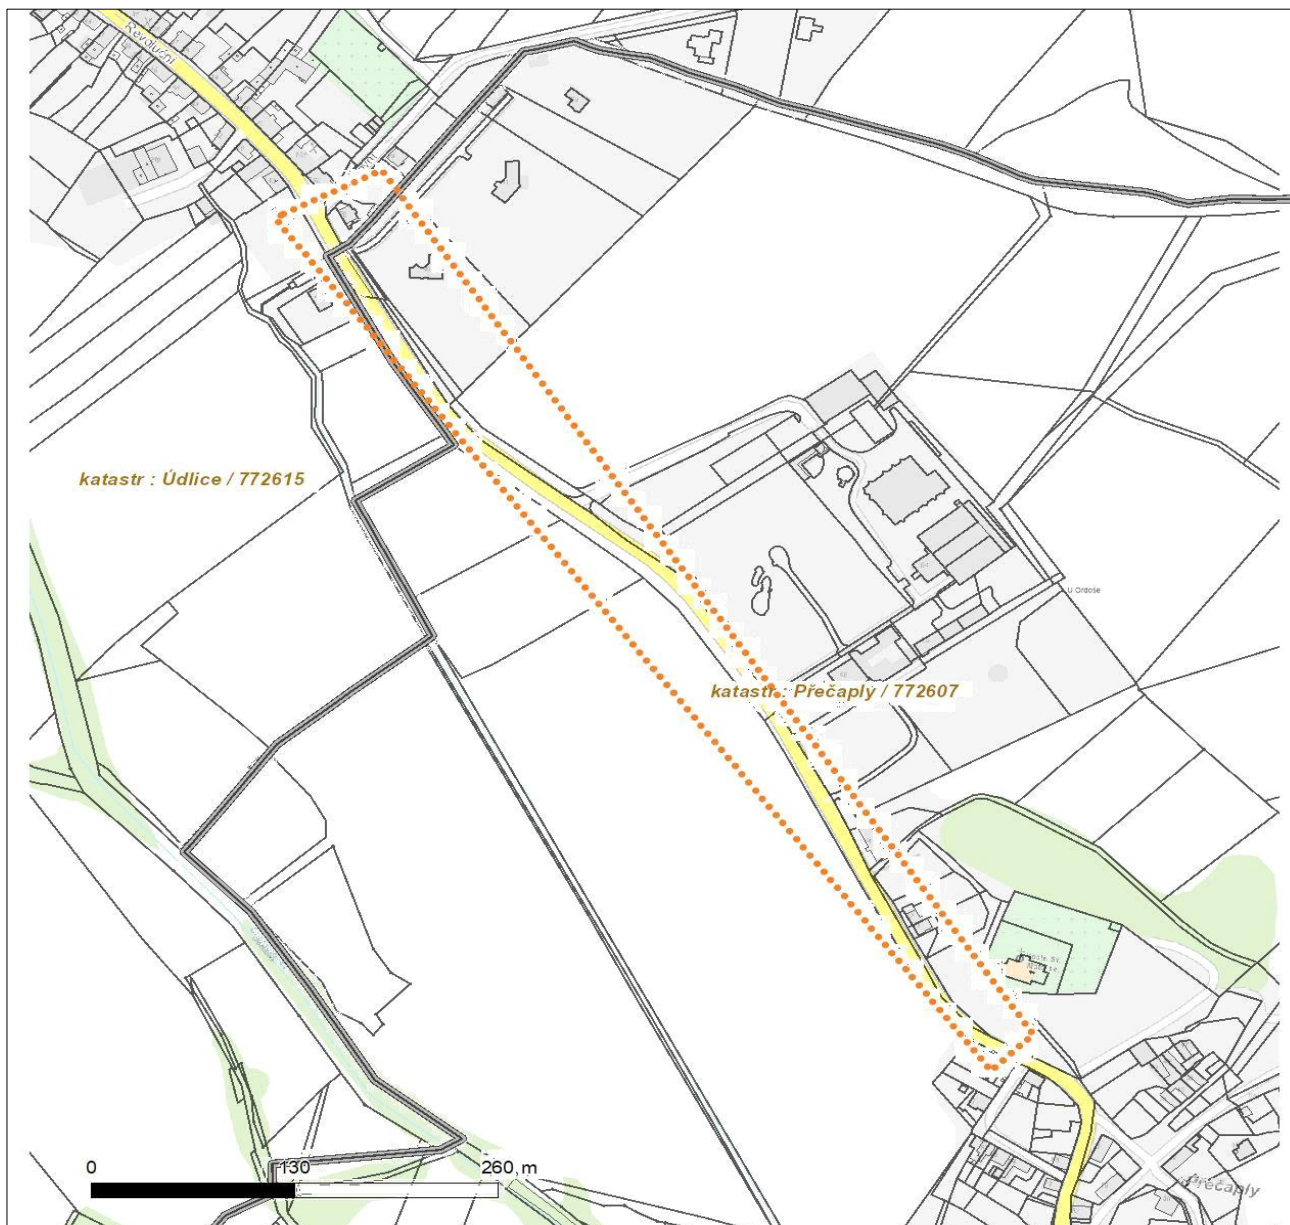 Revoluční
katastr : Údlice / 772615
U Ordoše
katastr : Přečaply / 772607
0 130 260 m
Přečaply